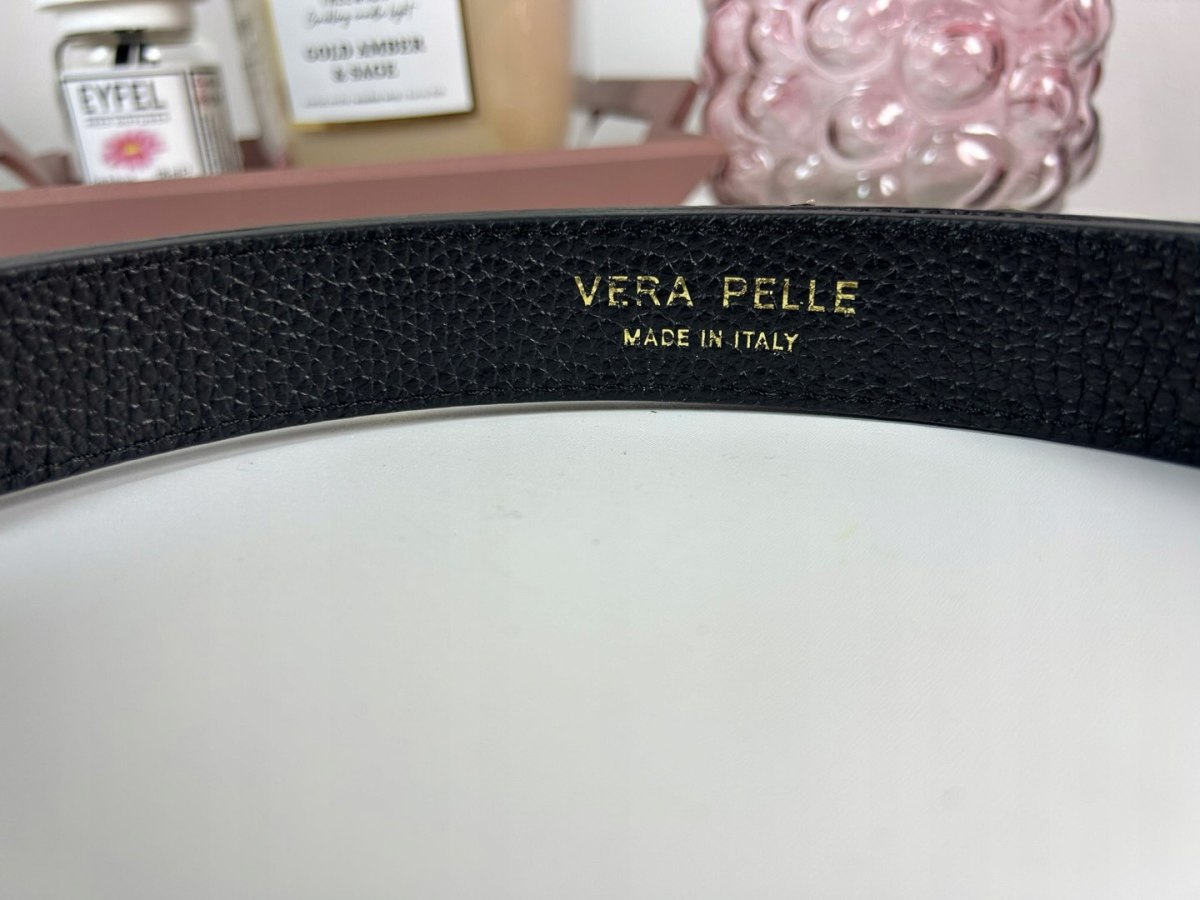 EYFEL
GOLD AMBER
& SAGE
VERA PELLE
MADE IN ITALY